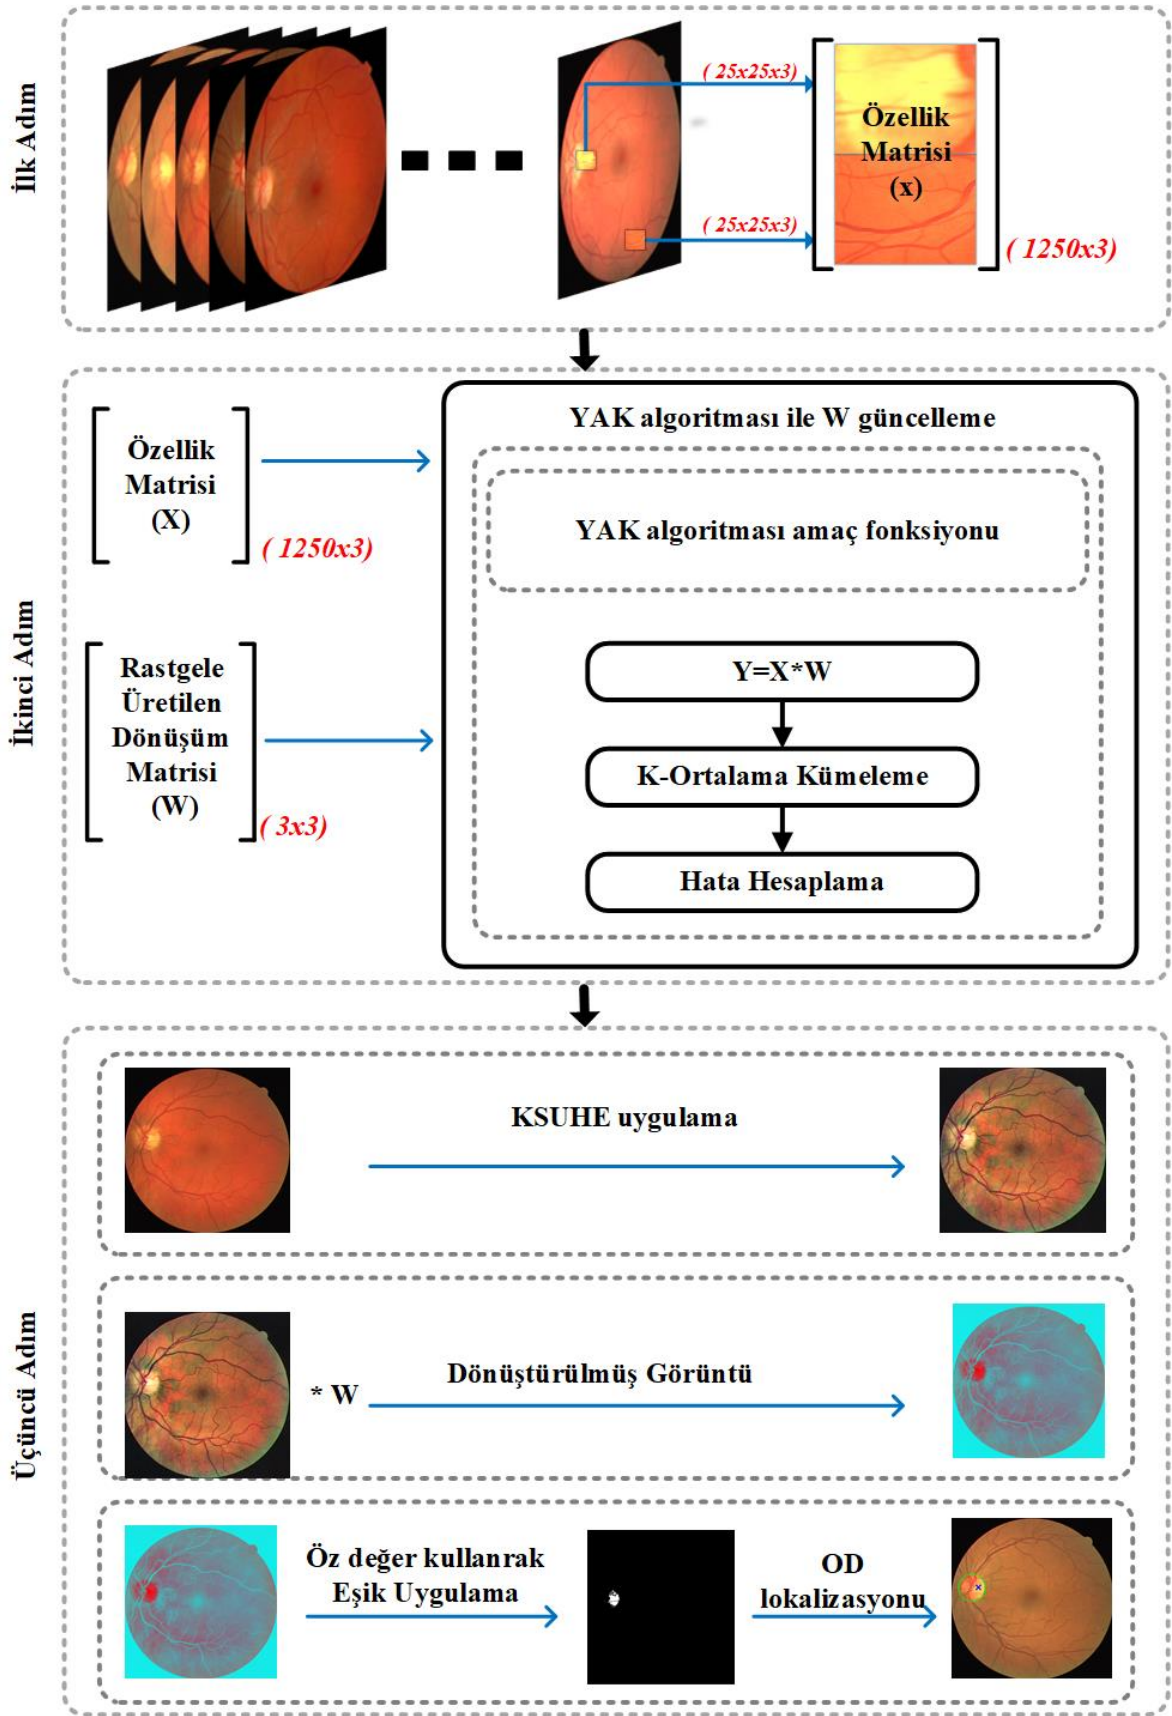 İlk Adım
( 25x25x3)
( 25x25x3)
Özellik
Matrisi
(x)
( 1250x3)
İkinci Adım
Özellik
Matrisi
(X)
( 1250x3)
Rastgele
Üretilen
Dönüşüm
Matrisi
(W)
( 3x3)
YAK algoritması ile W güncelleme
YAK algoritması amaç fonksiyonu
Y=X*W
K-Ortalama Kümeleme
Hata Hesaplama
Üçüncü Adım
KSUHE uygulama
* W
Dönüştürülmüş Görüntü
Öz değer kullanrak
Eşik Uygulama
OD
lokalizasyonu